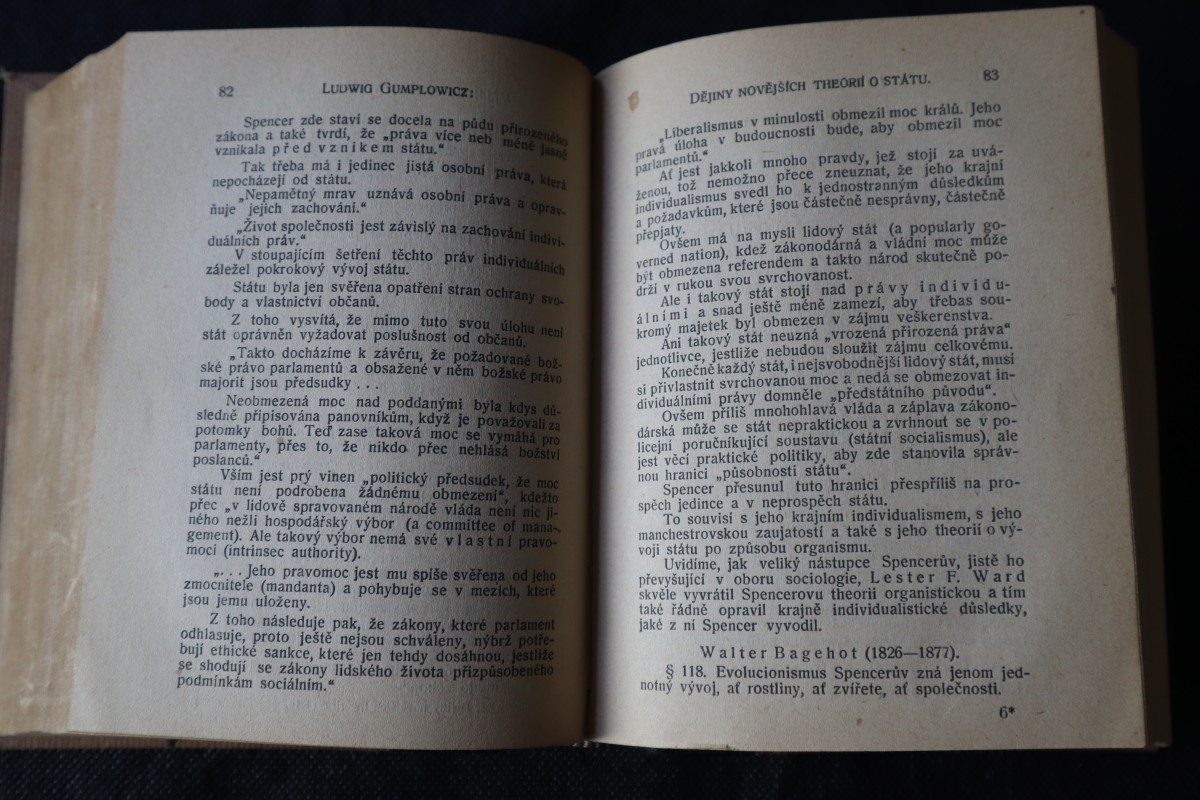 82
LUDWIG GUMPLOWICZ:
Spencer zde staví se docela na půdu přirozeného
zákona a také tvrdí, že „práva více neb méně jasně
vznikala před vznikem státu.“
Tak třeba má i jedinec jistá osobní práva, která
nepocházejí od státu.
„Nepamětný mrav uznává osobní práva a oprav-
ňuje jejich zachování.“
„Život společnosti jest závislý na zachování indivi-
duálních práv.“
V stoupajícím šetření těchto práv individuálních
záležel pokrokový vývoj státu.
Státu byla jen svěřena opatření stran ochrany svo-
body a vlastnictví občanů.
Z toho vysvítá, že mimo tuto svou úlohu není
stát oprávněn vyžadovat poslušnost od občanů.
„Takto docházíme k závěru, že požadované bož-
ské právo parlamentů a obsažené v něm božské právo
majorit jsou předsudky . . .
Neobmezená moc nad poddanými byla kdys dů-
sledně připisována panovníkům, když je považovali za
potomky bohů. Teď zase taková moc se vymáhá pro
parlamenty, přes to, že nikdo přec nehlásá božství
poslanců.“
Vším jest prý vinen „politický předsudek, že moc
státu není podrobena žádnému obmezení“, kdežto
přec „v lidově spravovaném národě vláda není nic ji-
ného nežli hospodářský výbor (a committee of mana-
gement). Ale takový výbor nemá své vlastní pravo-
moci (intrinsec authority).
„. . . Jeho pravomoc jest mu spíše svěřena od jeho
zmocnitele (mandanta) a pohybuje se v mezích, které
jsou jemu uloženy.
Z toho následuje pak, že zákony, které parlament
odhlasuje, proto ještě nejsou schváleny, nýbrž potře-
bují ethické sankce, které jen tehdy dosáhnou, jestliže
se shodují se zákony lidského života přizpůsobeného
podmínkám sociálním.“
DĚJINY NOVĚJŠÍCH THEORIÍ O STÁTU.
83
„Liberalismus v minulosti obmezil moc králů. Jeho
pravá úloha v budoucnosti bude, aby obmezil moc
parlamentů.“
Ať jest jakkoli mnoho pravdy, jež stojí za uvá-
ženou, tož nemožno přece zneuznat, že jeho krajní
individualismus svedl ho k jednostranným důsledkům
a požadavkům, které jsou částečně nesprávny, částečně
přepjaty.
Ovšem má na mysli lidový stát (a popularly go-
verned nation), kdež zákonodárná a vládní moc může
být obmezena referendem a takto národ skutečně po-
drží v rukou svou svrchovanost.
Ale i takový stát stojí nad právy individu-
álními a snad ještě méně zamezí, aby třebas sou-
kromý majetek byl obmezen v zájmu veškerenstva.
Ani takový stát neuzná „vrozená přirozená práva“
jednotlivce, jestliže nebudou sloužit zájmu celkovému.
Konečně každý stát, i nejsvobodnější lidový stát, musí
si přivlastnit svrchovanou moc a nedá se obmezovat in-
dividuálními právy domněle „předstátního původu“.
Ovšem příliš mnohohlavá vláda a záplava zákono-
dárská může se stát nepraktickou a zvrhnout se v po-
licejní poručníkující soustavu (státní socialismus), ale
jest věcí praktické politiky, aby zde stanovila správ-
nou hranici „působnosti státu“.
Spencer přesunul tuto hranici přespříliš na pro-
spěch jedince a v neprospěch státu.
To souvisí s jeho krajním individualismem, s jeho
manchestrovskou zaujatostí a také s jeho theorií o vý-
voji státu po způsobu organismu.
Uvidíme, jak veliký nástupce Spencerův, jistě ho
převyšující v oboru sociologie, Lester F. Ward
skvěle vyvrátil Spencerovu theorii organistickou a tím
také řádně opravil krajně individualistické důsledky,
jaké z ní Spencer vyvodil.
Walter Bagehot (1826—1877).
§ 118. Evolucionismus Spencerův zná jenom jed-
notný vývoj, ať rostliny, ať zvířete, ať společnosti.
6*